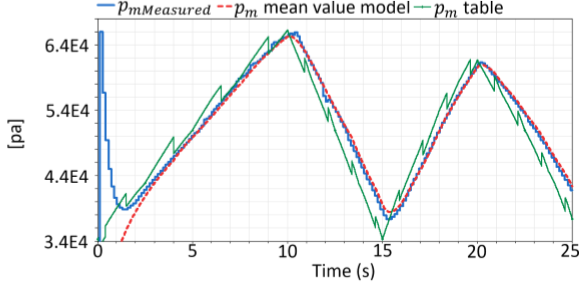 p_mMeasured p_m mean value model p_m table
6.4E4
5.4E4
[pa]
4.4E4
3.4E4
0 5 10 15 20 25
Time (s)